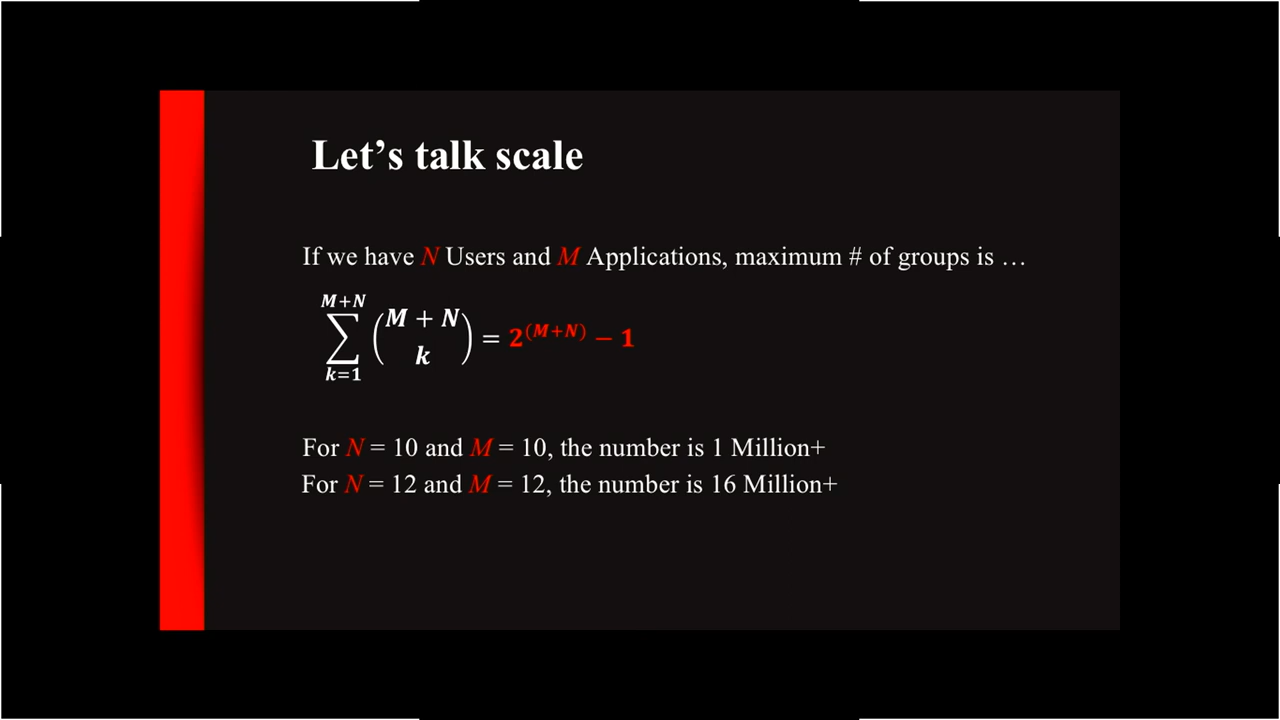 Let’s talk scale
If we have N Users and M Applications, maximum # of groups is …
M+N
∑ (M + N
k) = 2^(M+N) − 1
k=1
For N = 10 and M = 10, the number is 1 Million+
For N = 12 and M = 12, the number is 16 Million+